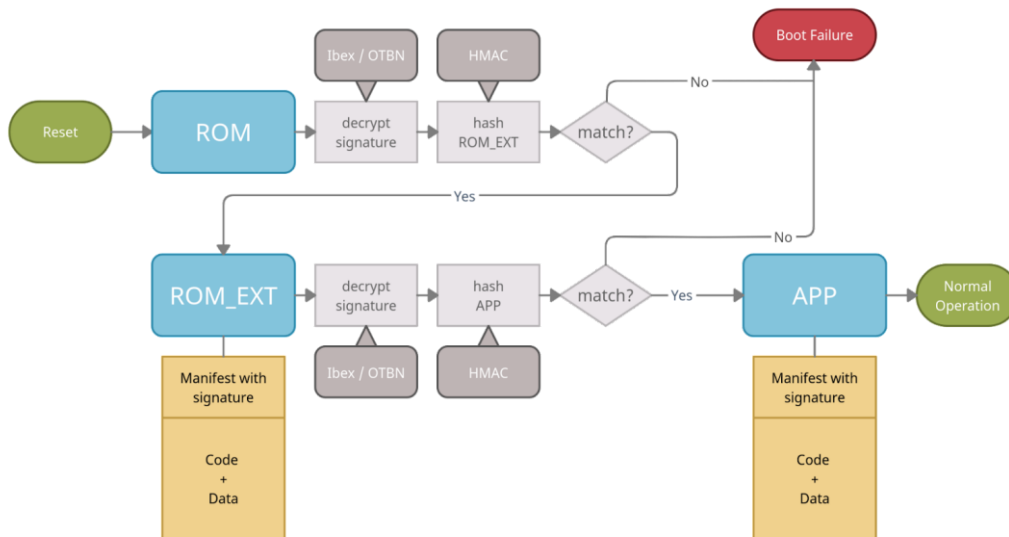 Boot Failure
Ibex / OTBN
HMAC
No
Reset
ROM
decrypt
signature
hash
ROM_EXT
match?
Yes
No
ROM_EXT
decrypt
signature
hash
APP
match?
Yes
APP
Normal
Operation
Ibex / OTBN
HMAC
Manifest with
signature
Code
+
Data
Manifest with
signature
Code
+
Data